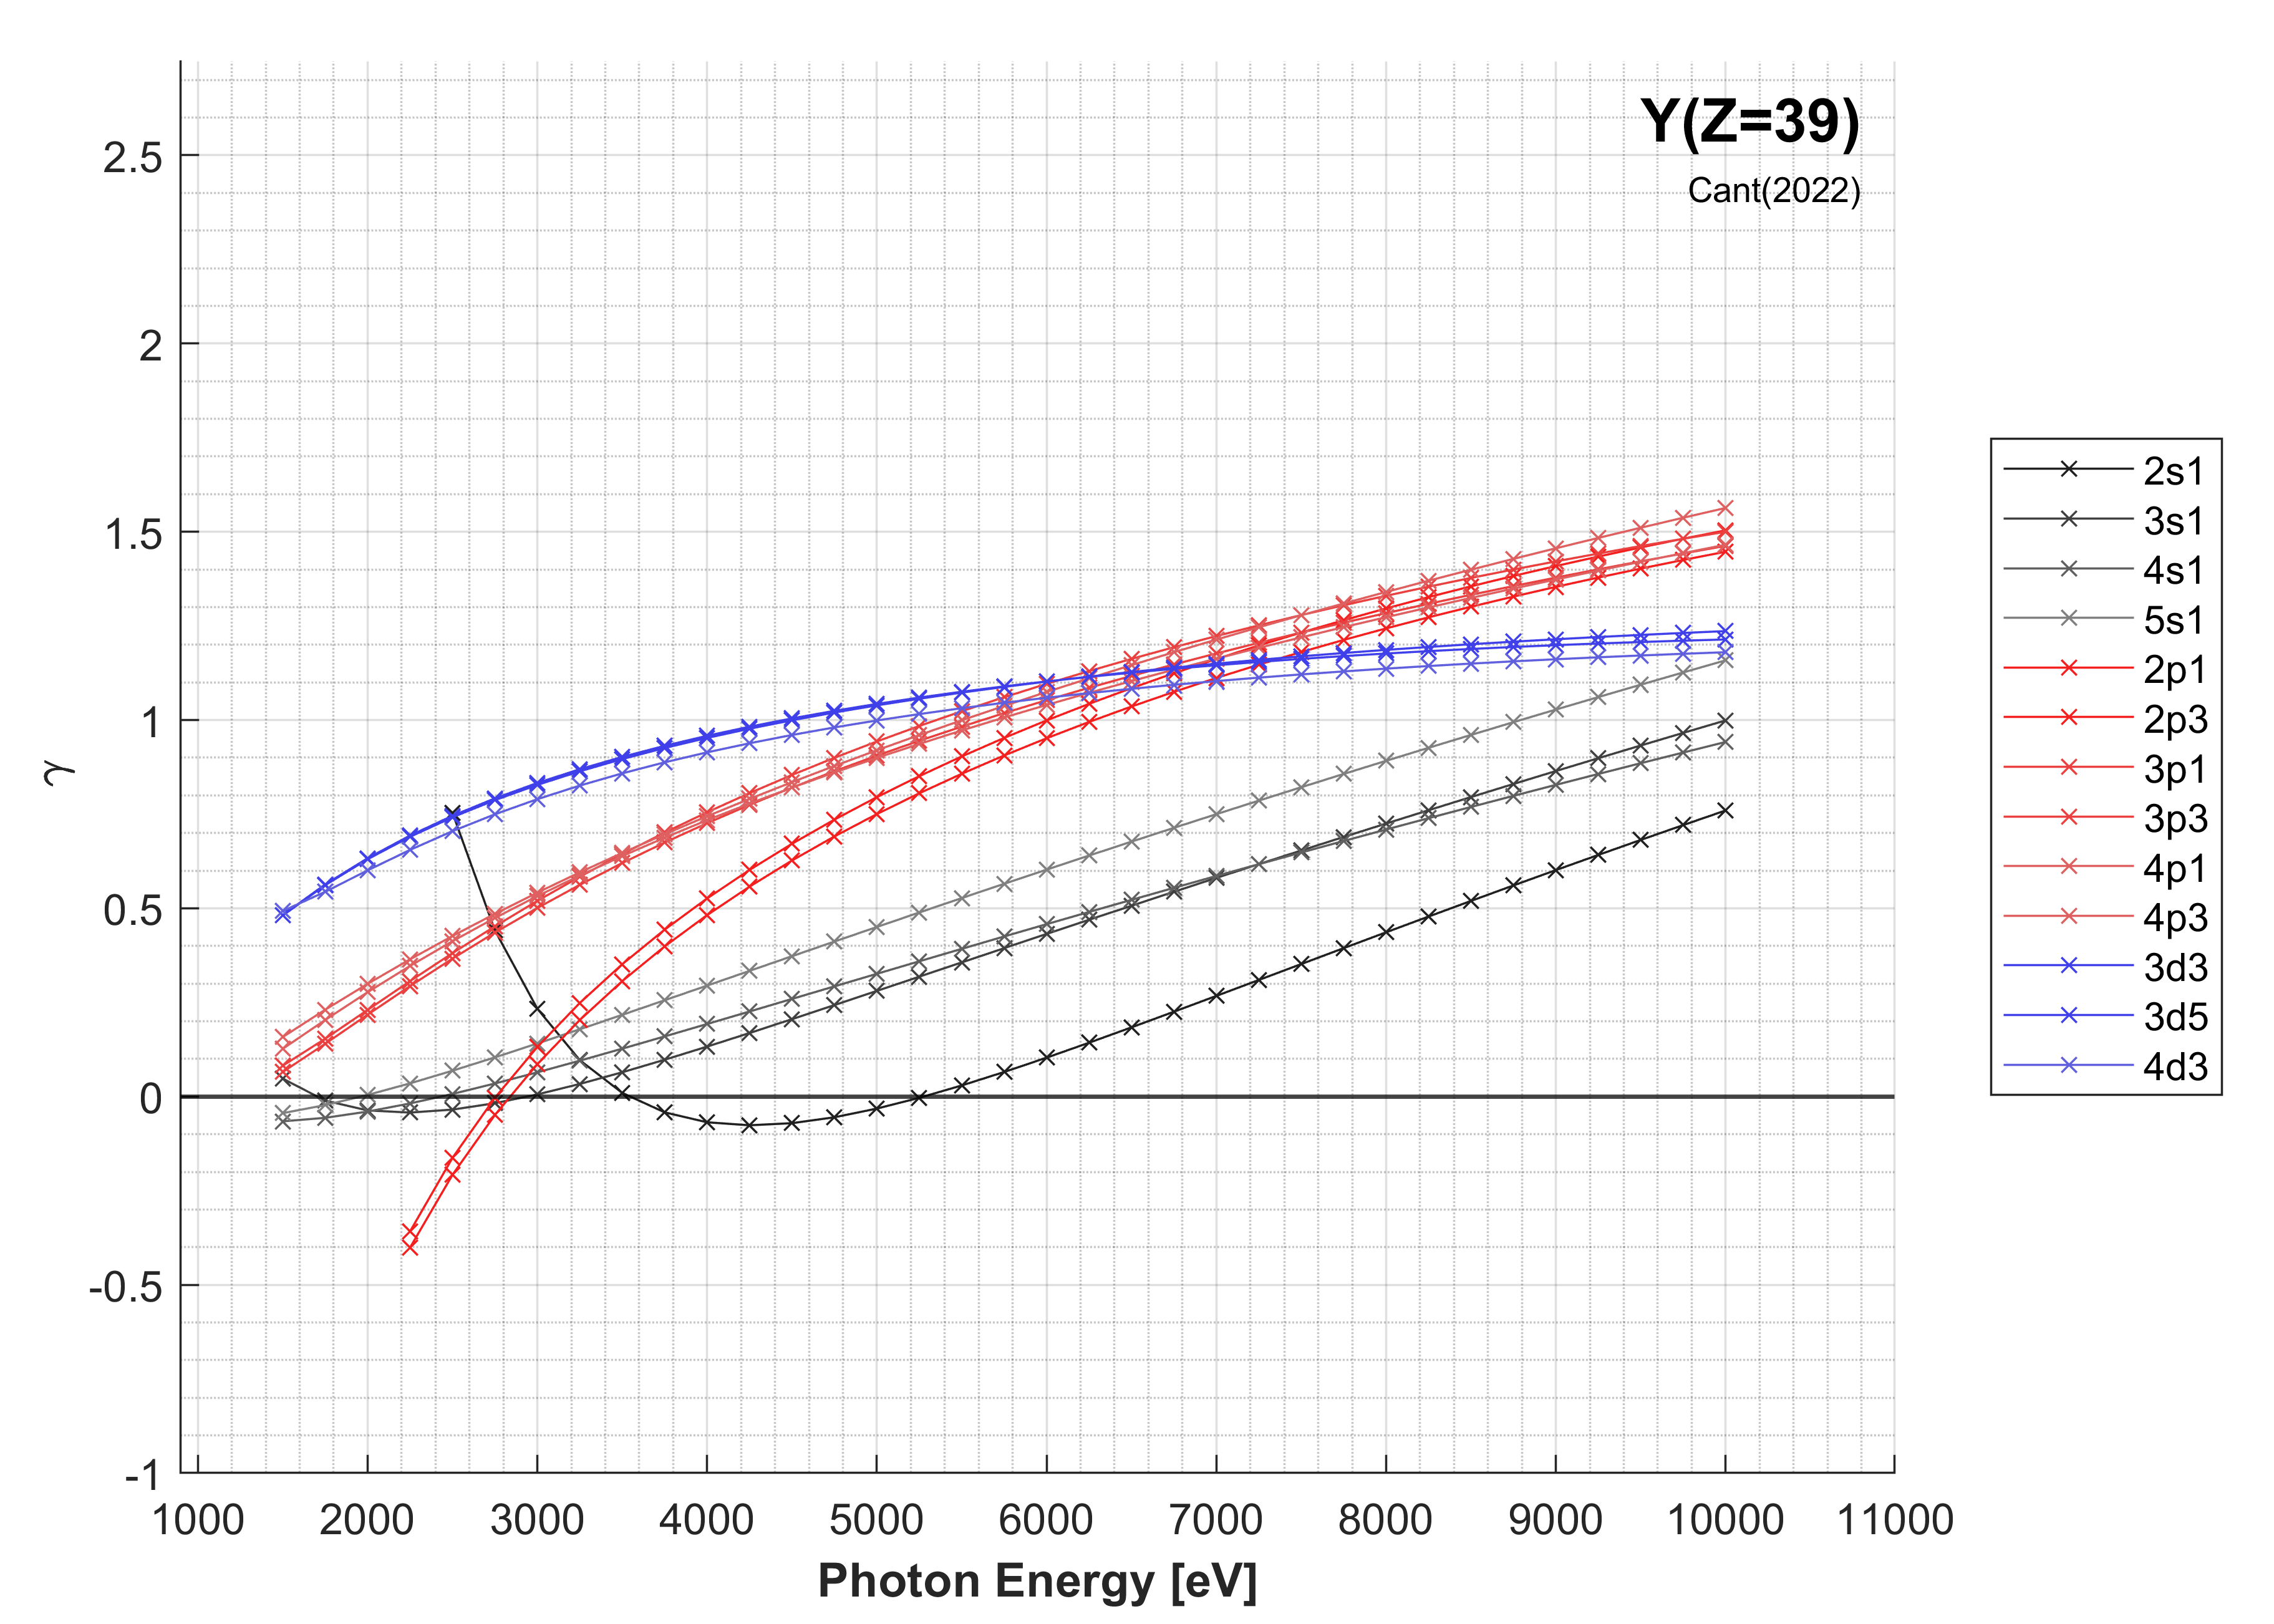 Y(Z=39)
Cant(2022)
2.5
2
1.5
1
0.5
0
-0.5
-1
γ
1000 2000 3000 4000 5000 6000 7000 8000 9000 10000 11000
Photon Energy [eV]
2s1
3s1
4s1
5s1
2p1
2p3
3p1
3p3
4p1
4p3
3d3
3d5
4d3